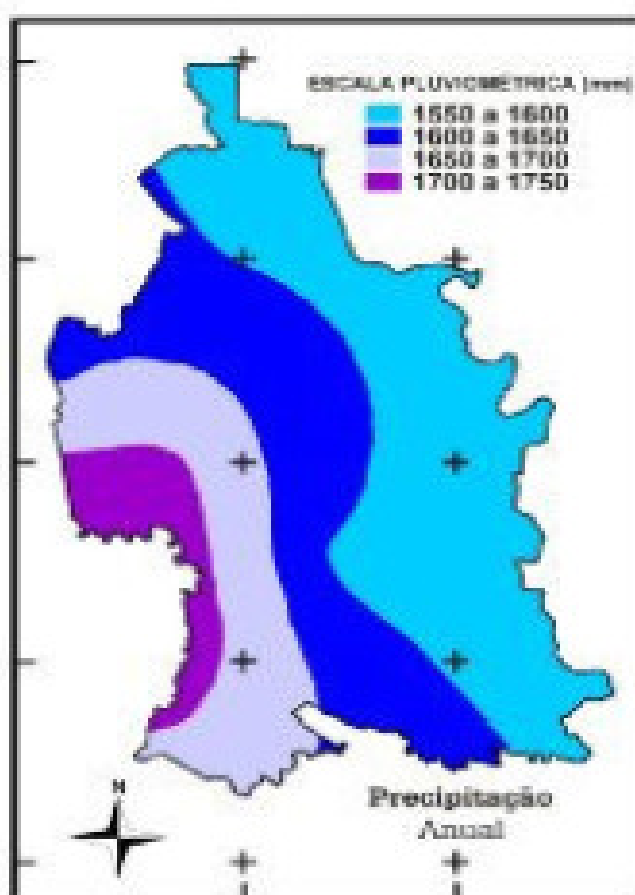 ESCALA PLUVIOMÉTRICA (mm)
1550 a 1600
1600 a 1650
1650 a 1700
1700 a 1750
N
Precipitação
Anual